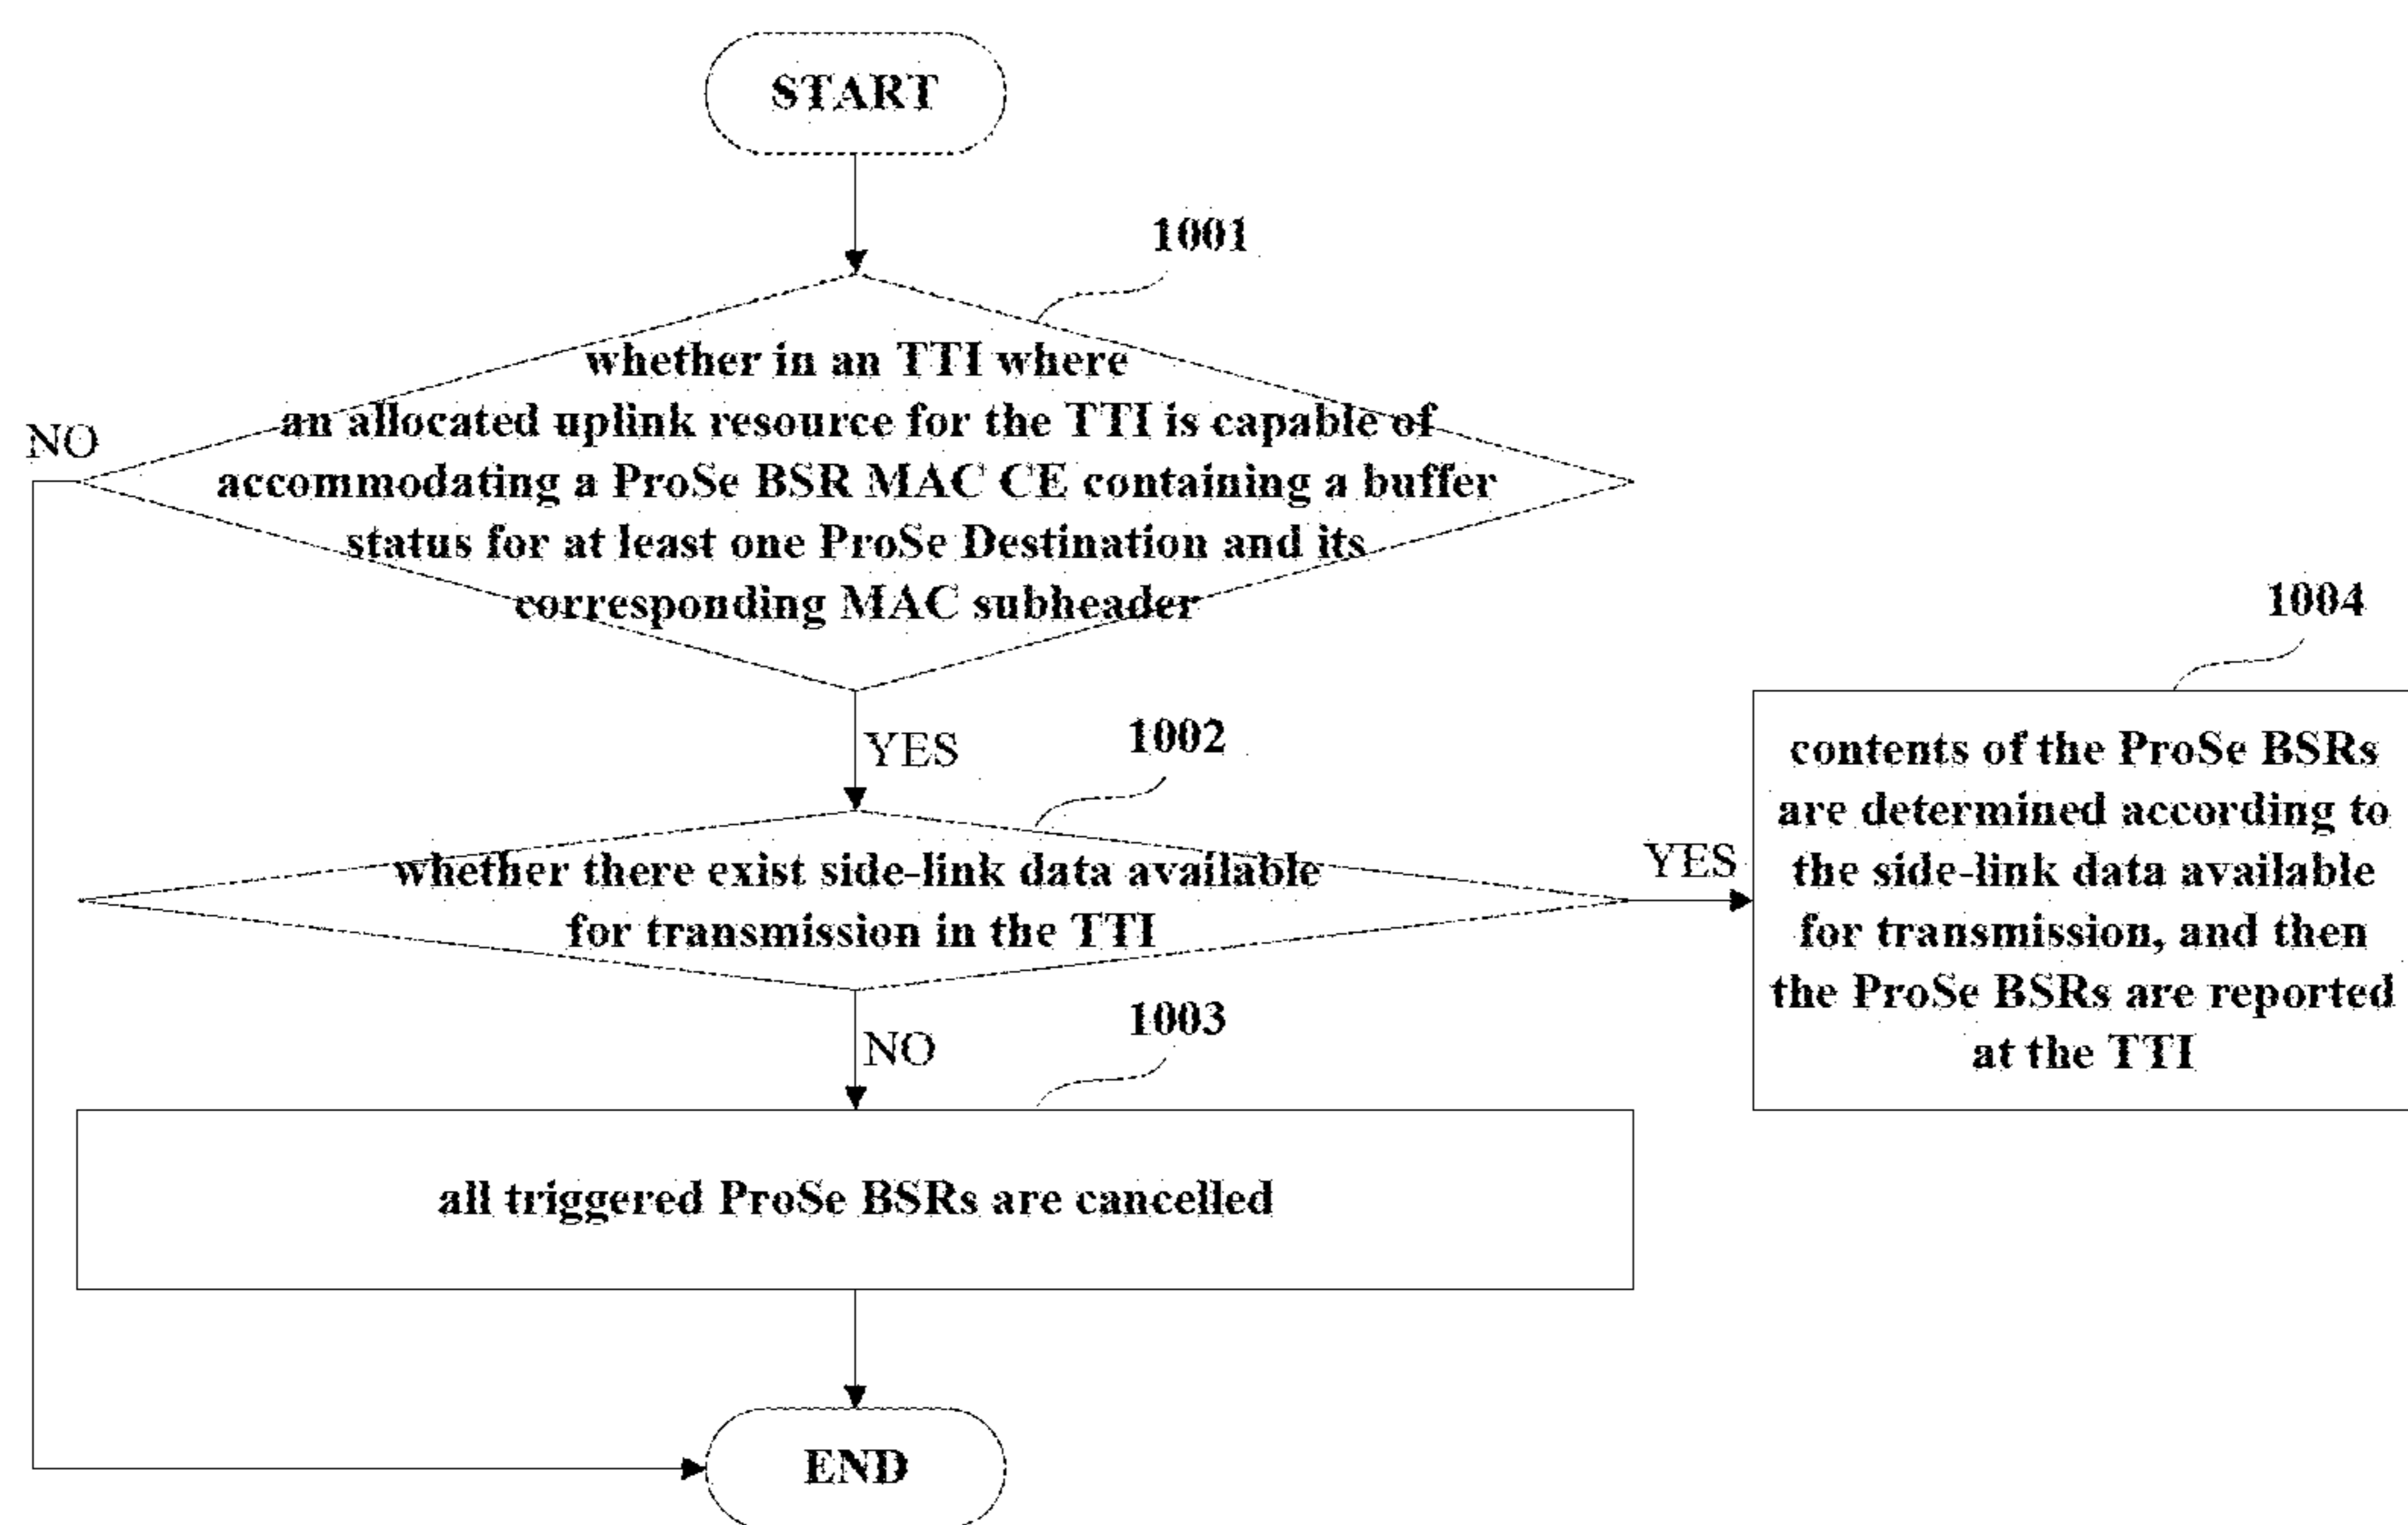 START
1001
whether in an TTI where
an allocated uplink resource for the TTI is capable of
accommodating a ProSe BSR MAC CE containing a buffer
status for at least one ProSe Destination and its
corresponding MAC subheader
NO
YES
1002
whether there exist side-link data available
for transmission in the TTI
YES
1004
contents of the ProSe BSRs
are determined according to
the side-link data available
for transmission, and then
the ProSe BSRs are reported
at the TTI
NO
1003
all triggered ProSe BSRs are cancelled
END